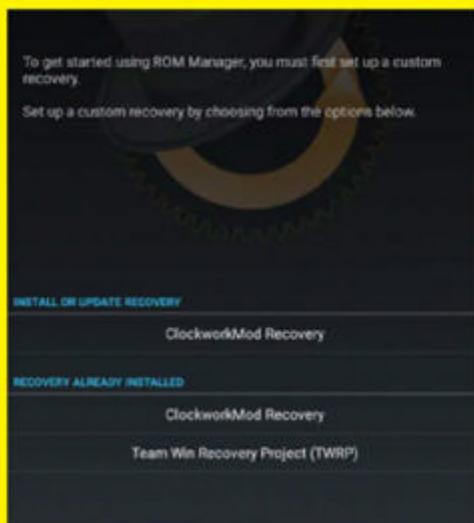 To get started using ROM Manager, you must first set up a custom
recovery.
Set up a custom recovery by choosing from the options below.
INSTALL OR UPDATE RECOVERY
ClockworkMod Recovery
RECOVERY ALREADY INSTALLED
ClockworkMod Recovery
Team Win Recovery Project (TWRP)